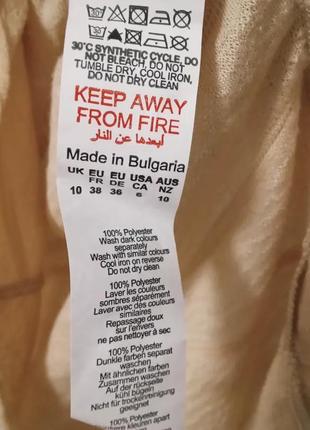 30°C SYNTHETIC CYCLE, DO
NOT BLEACH, DO NOT
TUMBLE DRY, COOL IRON,
DO NOT DRY CLEAN
KEEP AWAY
FROM FIRE
أبعدها عن النار
Made in Bulgaria
UK EU EU USA AUS
FR DE CA NZ
10 38 36 6 10
100% Polyester
Wash dark colours
separately
Wash with similar colours
Cool iron on reverse
Do not dry clean
100% Polyester
Laver les couleurs
sombres séparément
Laver avec des couleurs
similaires
Repassage doux
sur l'envers
ne pas nettoyer à sec
100% Polyester
Dunkle farben separat
waschen
Mit ähnlichen farben
Zusammen waschen
Auf der rückseite
kühl bügeln
Nicht für trockenreinigung
geeignet
100% Polyester
kleuren apart